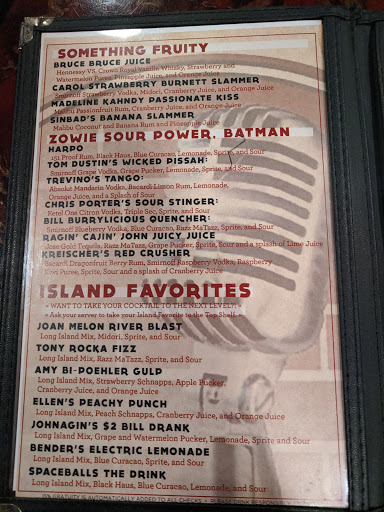 SOMETHING FRUITY
BRUCE BRUCE JUICE
Hennessy VS, Crown Royal Vanilla Whisky, Strawberry and
Watermelon Puree, Pineapple Juice, and Orange Juice
CAROL STRAWBERRY BURNETT SLAMMER
Smirnoff Strawberry Vodka, Midori, Cranberry Juice, and Orange Juice
MADELINE KAHNDY PASSIONATE KISS
Malibu Passionfruit Rum, Cranberry Juice, and Orange Juice
SINBAD'S BANANA SLAMMER
Malibu Coconut and Banana Rum and Pineapple Juice
ZOWIE SOUR POWER, BATMAN
HARPO
151 Proof Rum, Black Haus, Blue Curacao, Lemonade, Sprite, and Sour
TOM DUSTIN'S WICKED PISSAH:
Smirnoff Grape Vodka, Grape Pucker, Lemonade, Sprite, and Sour
TREVINO'S TANGO:
Absolut Mandarin Vodka, Bacardi Limon Rum, Lemonade,
Orange Juice, and a Splash of Sour
CHRIS PORTER'S SOUR STINGER:
Ketel One Citron Vodka, Triple Sec, Sprite, and Sour
BILL BURRYLICIOUS QUENCHER:
Smirnoff Blueberry Vodka, Blue Curacao, Razz MaTazz, Sprite, and Sour
RAGIN' CAJIN' JOHN JUICY JUICE
Jose Gold Tequila, Razz MaTazz, Grape Pucker, Sprite, Sour and a splash of Lime Juice
KREISCHER'S RED CRUSHER
Bacardi Dragonfruit Berry Rum, Smirnoff Raspberry Vodka, Raspberry
Kiwi Puree, Sprite, Sour and a splash of Cranberry Juice
ISLAND FAVORITES
• WANT TO TAKE YOUR COCKTAIL TO THE NEXT LEVEL?! •
• Ask your server to take your Island Favorite to the Top Shelf. •
JOAN MELON RIVER BLAST
Long Island Mix, Midori, Sprite, and Sour
TONY ROCKA FIZZ
Long Island Mix, Razz MaTazz, Sprite, and Sour
AMY BI-POEHLER GULP
Long Island Mix, Strawberry Schnapps, Apple Pucker,
Cranberry Juice, and Orange Juice
ELLEN'S PEACHY PUNCH
Long Island Mix, Peach Schnapps, Cranberry Juice, and Orange Juice
JOHNAGIN'S $2 BILL DRANK
Long Island Mix, Grape and Watermelon Pucker, Lemonade, Sprite and Sour
BENDER'S ELECTRIC LEMONADE
Long Island Mix, Blue Curacao, Sprite, and Sour
SPACEBALLS THE DRINK
Long Island Mix, Black Haus, Blue Curacao, Lemonade, and Sour
GRATUITY IS AUTOMATICALLY ADDED TO ALL CHECKS • PLEASE DRINK RESPONSIBLY